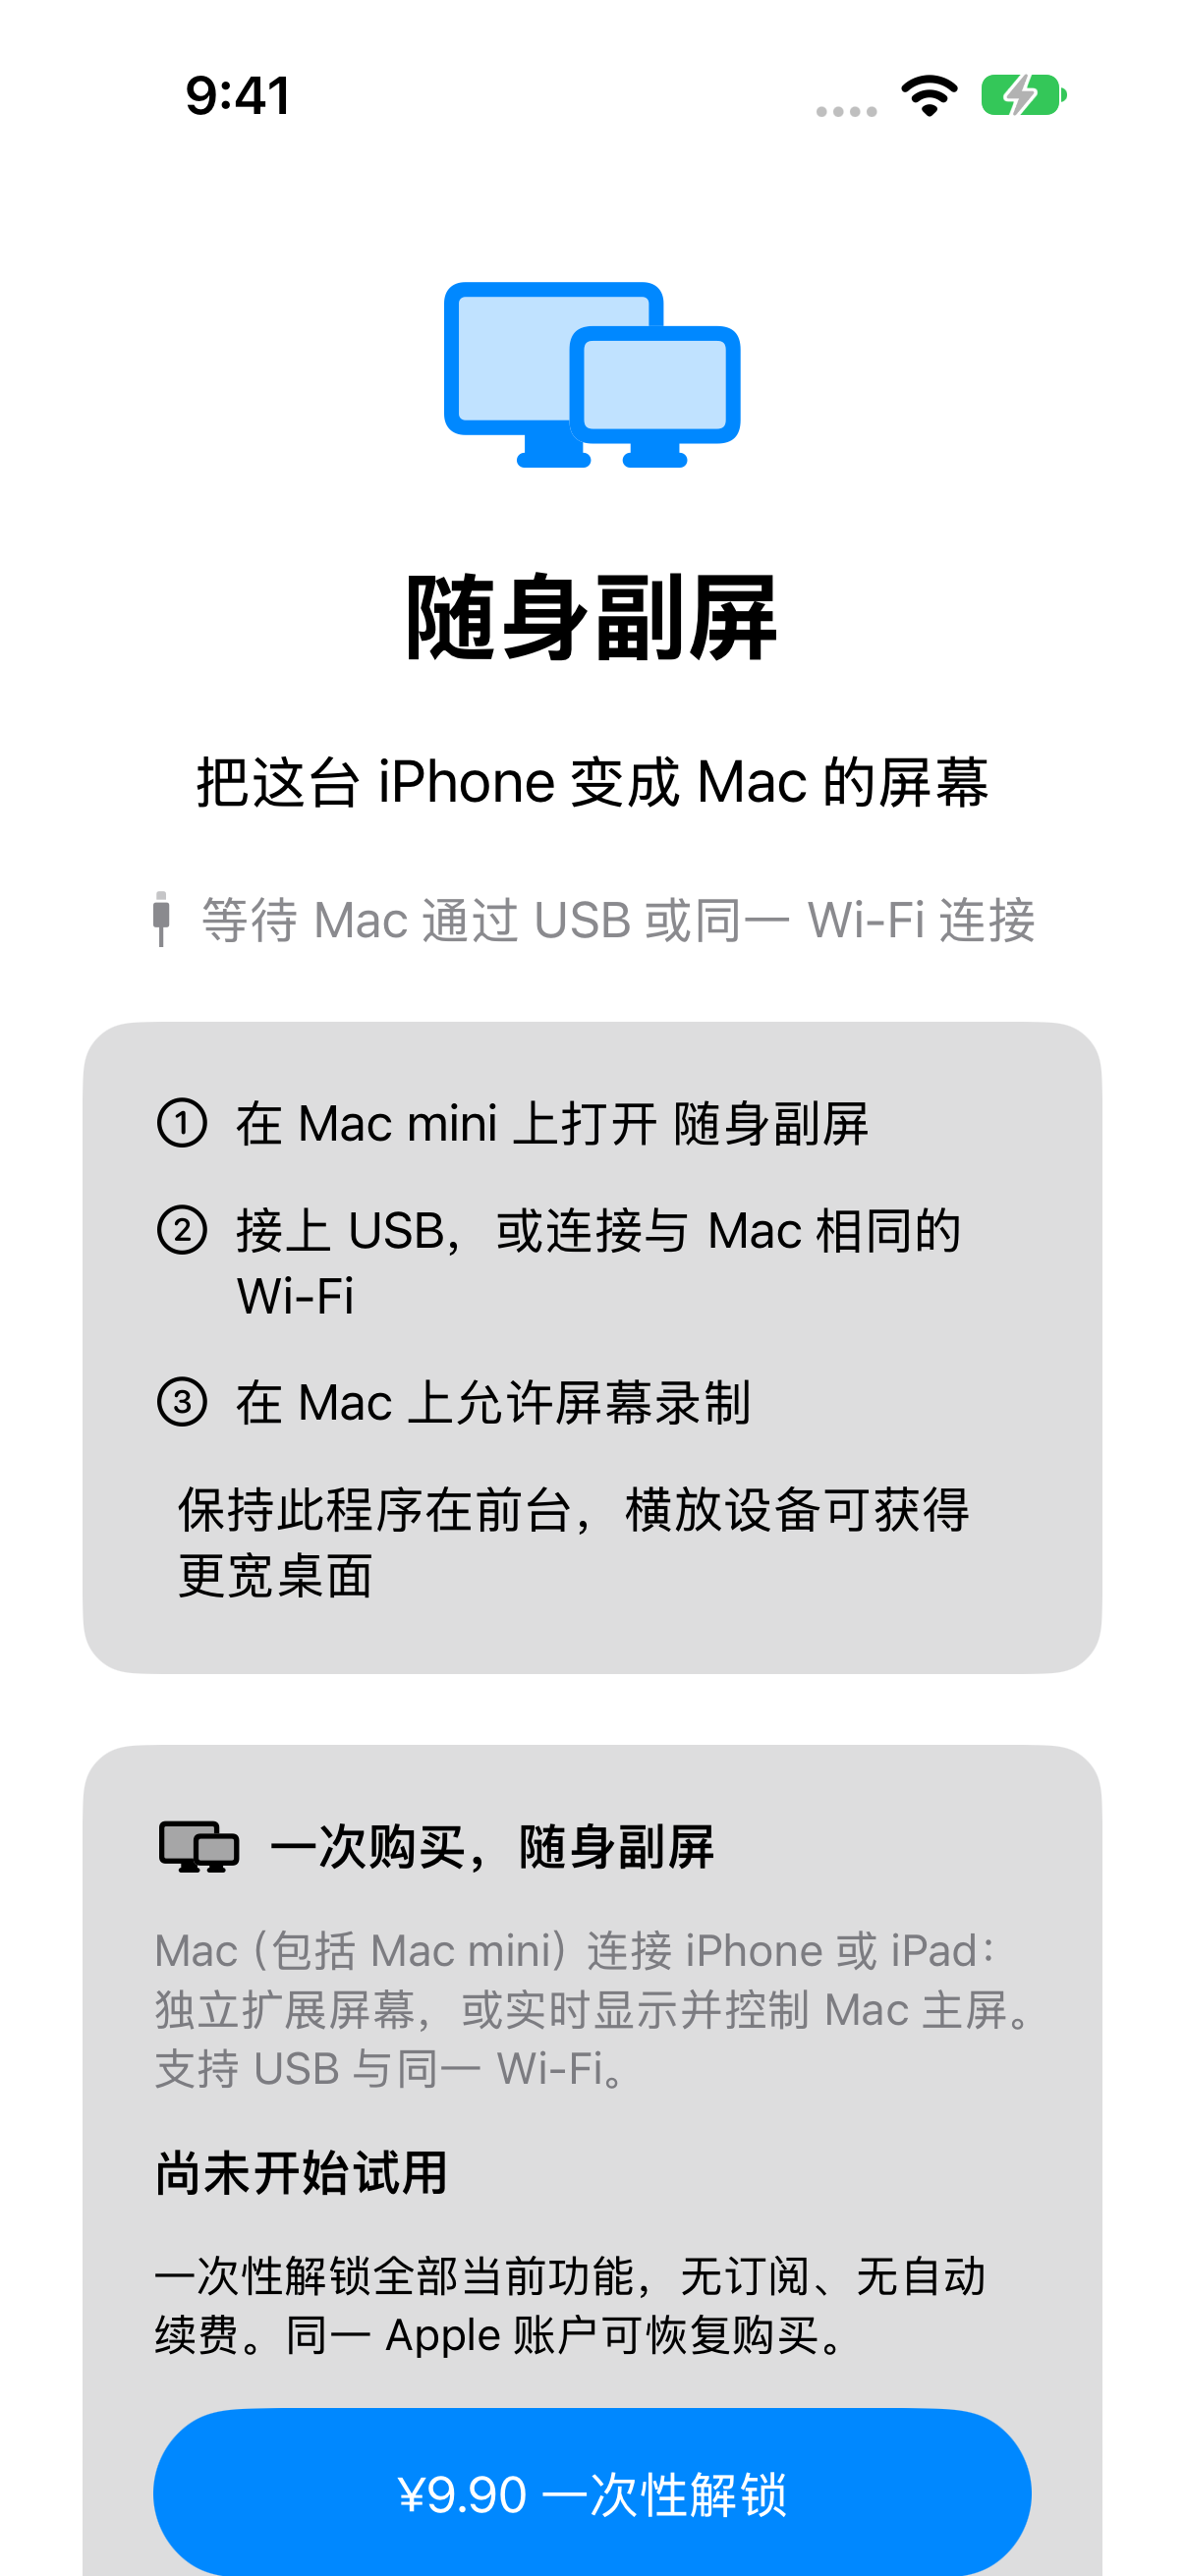 9:41
随身副屏
把这台 iPhone 变成 Mac 的屏幕
等待 Mac 通过 USB 或同一 Wi-Fi 连接
1 在 Mac mini 上打开 随身副屏
2 接上 USB，或连接与 Mac 相同的
Wi-Fi
3 在 Mac 上允许屏幕录制
保持此程序在前台，横放设备可获得
更宽桌面
一次购买，随身副屏
Mac（包括 Mac mini）连接 iPhone 或 iPad：
独立扩展屏幕，或实时显示并控制 Mac 主屏。
支持 USB 与同一 Wi-Fi。
尚未开始试用
一次性解锁全部当前功能，无订阅、无自动
续费。同一 Apple 账户可恢复购买。
¥9.90 一次性解锁